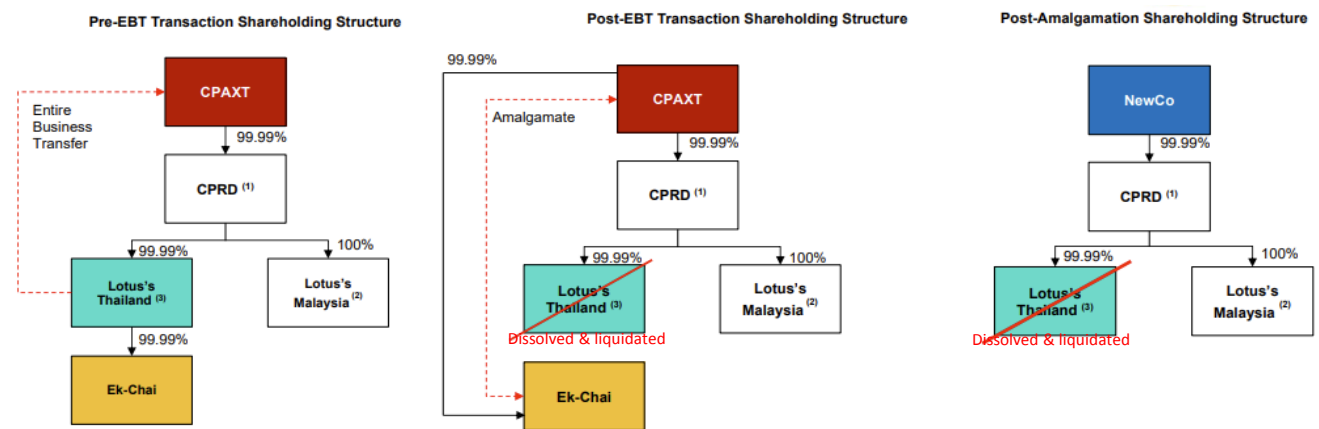 Pre-EBT Transaction Shareholding Structure
CPAXT
Entire
Business
Transfer
99.99%
CPRD (1)
99.99%
100%
Lotus's
Thailand (3)
Lotus's
Malaysia (2)
99.99%
Ek-Chai
Post-EBT Transaction Shareholding Structure
99.99%
CPAXT
Amalgamate
99.99%
CPRD (1)
99.99%
100%
Lotus's
Thailand (3)
Lotus's
Malaysia (2)
Dissolved & liquidated
Ek-Chai
Post-Amalgamation Shareholding Structure
NewCo
99.99%
CPRD (1)
99.99%
100%
Lotus's
Thailand (3)
Lotus's
Malaysia (2)
Dissolved & liquidated